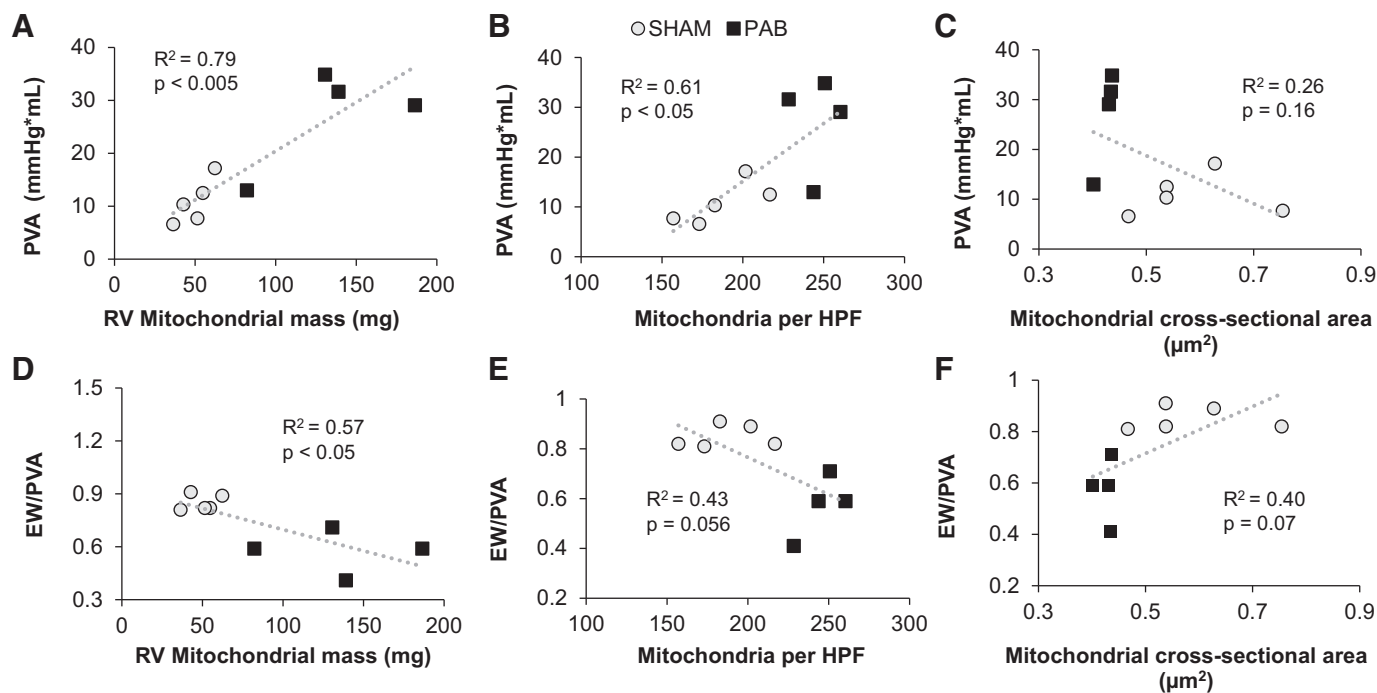 A
B
○SHAM ■PAB
C
PVA (mmHg*mL)
40
30
20
10
0
R² = 0.79
p < 0.005
0 50 100 150 200
RV Mitochondrial mass (mg)
PVA (mmHg*mL)
40
30
20
10
0
R² = 0.61
p < 0.05
100 150 200 250 300
Mitochondria per HPF
PVA (mmHg*mL)
40
30
20
10
0
R² = 0.26
p = 0.16
0.3 0.5 0.7 0.9
Mitochondrial cross-sectional area
(µm²)
D
EW/PVA
1.5
1.2
0.9
0.6
0.3
R² = 0.57
p < 0.05
0 50 100 150 200
RV Mitochondrial mass (mg)
E
EW/PVA
1
0.8
0.6
0.4
0.2
R² = 0.43
p = 0.056
100 150 200 250 300
Mitochondria per HPF
F
EW/PVA
1
0.8
0.6
0.4
0.2
R² = 0.40
p = 0.07
0.3 0.5 0.7 0.9
Mitochondrial cross-sectional area
(µm²)